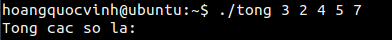 hoangquocvinh@ubuntu:~$ ./tong 3 2 4 5 7
Tong cac so la: